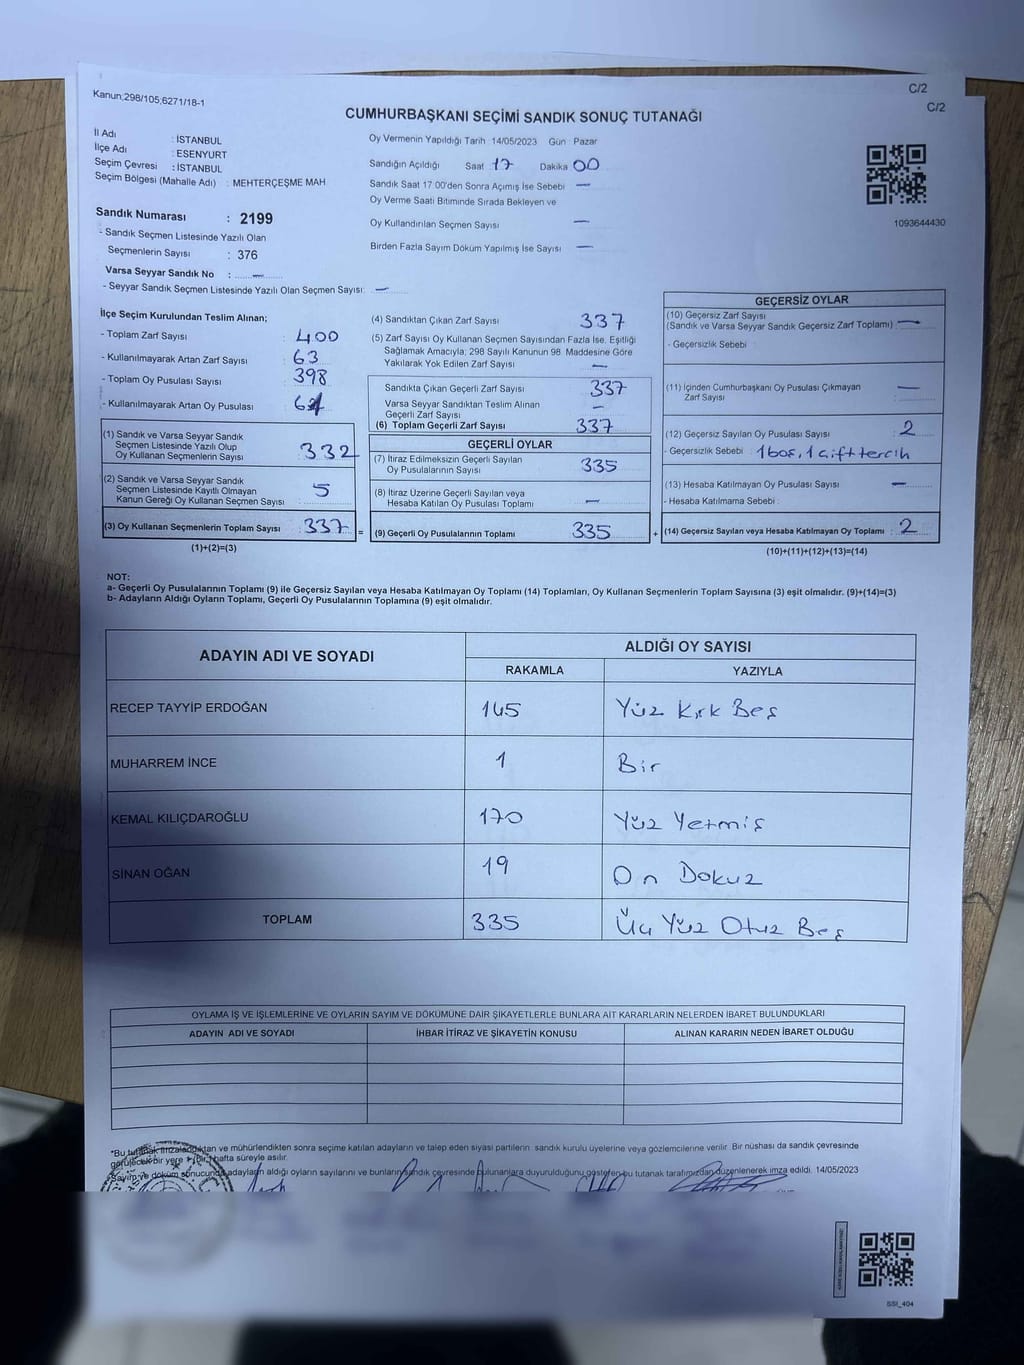 C/2
C/2
Kanun;298/105,6271/18-1
CUMHURBAŞKANI SEÇİMİ SANDIK SONUÇ TUTANAĞI
İl Adı : İSTANBUL
İlçe Adı : ESENYURT
Seçim Çevresi : İSTANBUL
Seçim Bölgesi (Mahalle Adı) : MEHTERÇEŞME MAH
Sandık Numarası : 2199
- Sandık Seçmen Listesinde Yazılı Olan
Seçmenlerin Sayısı : 376
Varsa Seyyar Sandık No : —
- Seyyar Sandık Seçmen Listesinde Yazılı Olan Seçmen Sayısı: —
Oy Vermenin Yapıldığı Tarih 14/05/2023 Gün : Pazar
Sandığın Açıldığı Saat 17 Dakika 00
Sandık Saat 17:00'den Sonra Açımış İse Sebebi —
Oy Verme Saati Bitiminde Sırada Bekleyen ve
Oy Kullandırılan Seçmen Sayısı —
Birden Fazla Sayım Döküm Yapılmış İse Sayısı —
1093644430
İlçe Seçim Kurulundan Teslim Alınan;
- Toplam Zarf Sayısı : 400
- Kullanılmayarak Artan Zarf Sayısı : 63
- Toplam Oy Pusulası Sayısı : 398
- Kullanılmayarak Artan Oy Pusulası :
(1) Sandık ve Varsa Seyyar Sandık
Seçmen Listesinde Yazılı Olup
Oy Kullanan Seçmenlerin Sayısı : 332
(2) Sandık ve Varsa Seyyar Sandık
Seçmen Listesinde Kayıtlı Olmayan
Kanun Gereği Oy Kullanan Seçmen Sayısı : 5
(3) Oy Kullanan Seçmenlerin Toplam Sayısı : 337
(1)+(2)=(3)
(4) Sandıktan Çıkan Zarf Sayısı 337
(5) Zarf Sayısı Oy Kullanan Seçmen Sayısından Fazla İse, Eşitliği
Sağlamak Amacıyla; 298 Sayılı Kanunun 98. Maddesine Göre
Yakılarak Yok Edilen Zarf Sayısı —
Sandıkta Çıkan Geçerli Zarf Sayısı 337
Varsa Seyyar Sandıktan Teslim Alınan
Geçerli Zarf Sayısı —
(6) Toplam Geçerli Zarf Sayısı 337
GEÇERLİ OYLAR
(7) İtiraz Edilmeksizin Geçerli Sayılan
Oy Pusulalarının Sayısı 335
(8) İtiraz Üzerine Geçerli Sayılan veya
Hesaba Katılan Oy Pusulaları Toplamı —
= (9) Geçerli Oy Pusulalarının Toplamı 335
GEÇERSİZ OYLAR
(10) Geçersiz Zarf Sayısı
(Sandık ve Varsa Seyyar Sandık Geçersiz Zarf Toplamı) : —
- Geçersizlik Sebebi :
(11) İçinden Cumhurbaşkanı Oy Pusulası Çıkmayan
Zarf Sayısı : —
(12) Geçersiz Sayılan Oy Pusulası Sayısı : 2
- Geçersizlik Sebebi : 1 boş, 1 çift tercih
(13) Hesaba Katılmayan Oy Pusulası Sayısı : —
- Hesaba Katılmama Sebebi :
+ (14) Geçersiz Sayılan veya Hesaba Katılmayan Oy Toplamı : 2
(10)+(11)+(12)+(13)=(14)
NOT:
a- Geçerli Oy Pusulalarının Toplamı (9) ile Geçersiz Sayılan veya Hesaba Katılmayan Oy Toplamı (14) Toplamları, Oy Kullanan Seçmenlerin Toplam Sayısına (3) eşit olmalıdır. (9)+(14)=(3)
b- Adayların Aldığı Oyların Toplamı, Geçerli Oy Pusulalarının Toplamına (9) eşit olmalıdır.
ADAYIN ADI VE SOYADI ALDIĞI OY SAYISI
RAKAMLA YAZIYLA
RECEP TAYYİP ERDOĞAN 145 Yüz Kırk Beş
MUHARREM İNCE 1 Bir
KEMAL KILIÇDAROĞLU 170 Yüz Yetmiş
SİNAN OĞAN 19 On Dokuz
TOPLAM 335 Üç Yüz Otuz Beş
OYLAMA İŞ VE İŞLEMLERİNE VE OYLARIN SAYIM VE DÖKÜMÜNE DAİR ŞİKAYETLERLE BUNLARA AİT KARARLARIN NELERDEN İBARET BULUNDUKLARI
ADAYIN ADI VE SOYADI İHBAR İTİRAZ VE ŞİKAYETİN KONUSU ALINAN KARARIN NEDEN İBARET OLDUĞU
*Bu tutanak imzalandıktan ve mühürlendikten sonra seçime katılan adayların ve talep eden siyasi partilerin sandık kurulu üyelerine veya gözlemcilerine verilir. Bir nüshası da sandık çevresinde
görülecek bir yere 1 Bir hafta süreyle asılır.
Sayım ve döküm sonucunda adayların aldığı oyların sayılarını ve bunların sandık çevresinde bulunanlara duyurulduğunu gösteren bu tutanak tarafımızdan düzenlenerek imza edildi. 14/05/2023
SSI_404